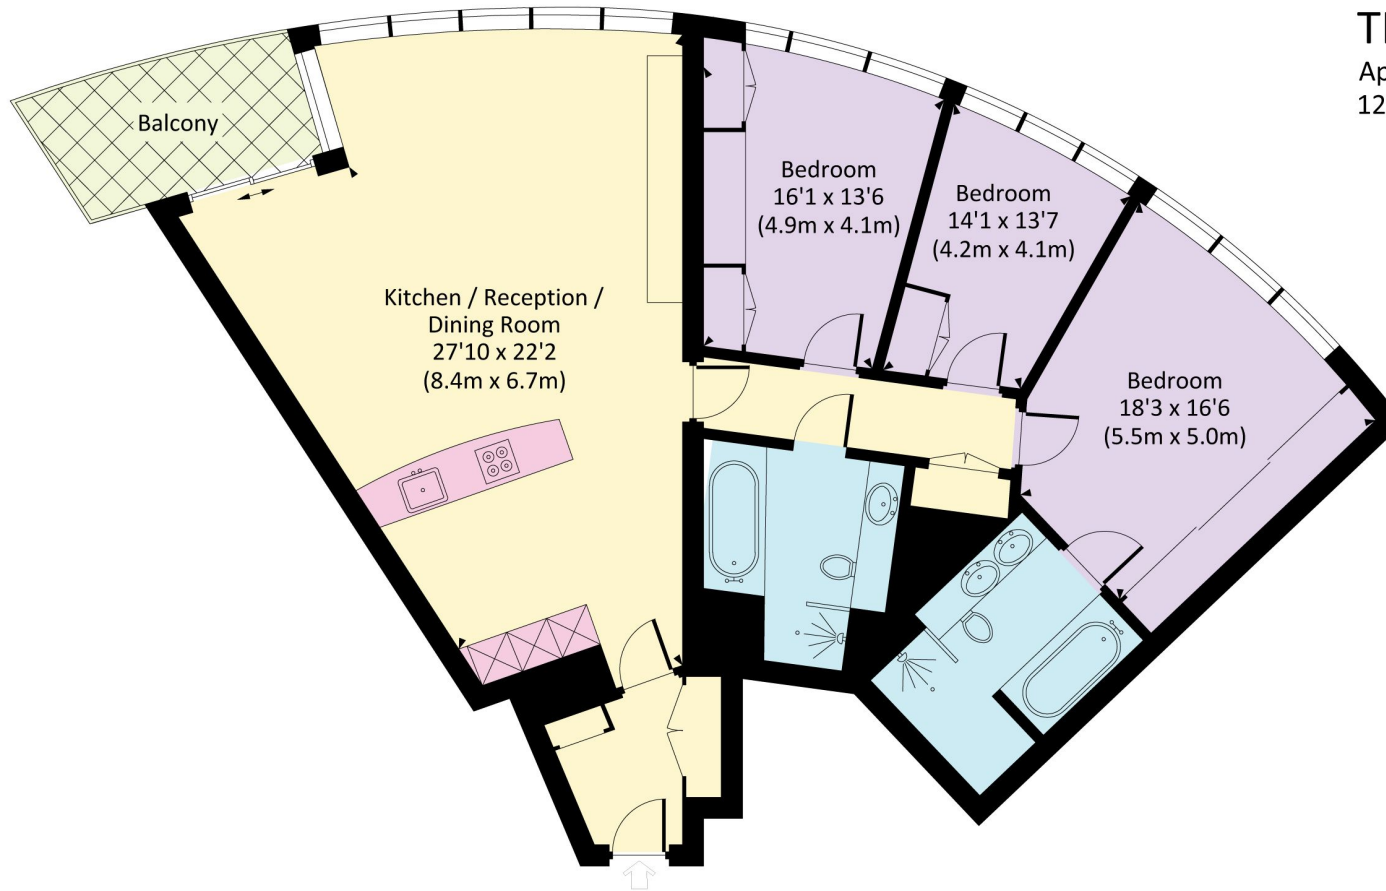 Balcony
Kitchen / Reception /
Dining Room
27'10 x 22'2
(8.4m x 6.7m)
Bedroom
16'1 x 13'6
(4.9m x 4.1m)
Bedroom
14'1 x 13'7
(4.2m x 4.1m)
Bedroom
18'3 x 16'6
(5.5m x 5.0m)